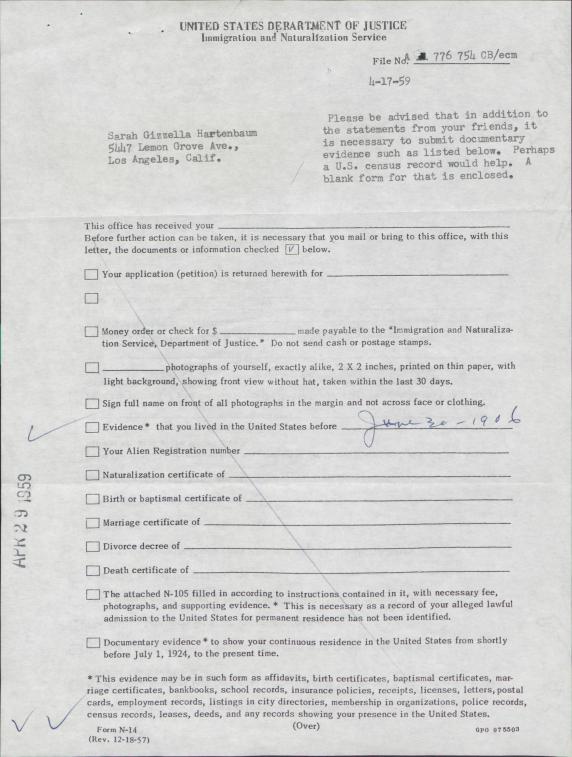 UNITED STATES DEPARTMENT OF JUSTICE
Immigration and Naturalization Service
File No. A 776 754 CB/ecm
4-17-59
Sarah Gizzella Hartenbaum
5447 Lemon Grove Ave.,
Los Angeles, Calif.
Please be advised that in addition to
the statements from your friends, it
is necessary to submit documentary
evidence such as listed below. Perhaps
a U.S. census record would help. A
blank form for that is enclosed.
This office has received your
Before further action can be taken, it is necessary that you mail or bring to this office, with this
letter, the documents or information checked [V] below.
Your application (petition) is returned herewith for
Money order or check for $ made payable to the "Immigration and Naturaliza-
tion Service, Department of Justice." Do not send cash or postage stamps.
photographs of yourself, exactly alike, 2 X 2 inches, printed on thin paper, with
light background, showing front view without hat, taken within the last 30 days.
Sign full name on front of all photographs in the margin and not across face or clothing.
Evidence* that you lived in the United States before June 30 - 1906
Your Alien Registration number
Naturalization certificate of
Birth or baptismal certificate of
Marriage certificate of
Divorce decree of
Death certificate of
APR 29 1959
The attached N-105 filled in according to instructions contained in it, with necessary fee,
photographs, and supporting evidence.* This is necessary as a record of your alleged lawful
admission to the United States for permanent residence has not been identified.
Documentary evidence* to show your continuous residence in the United States from shortly
before July 1, 1924, to the present time.
* This evidence may be in such form as affidavits, birth certificates, baptismal certificates, mar-
riage certificates, bankbooks, school records, insurance policies, receipts, licenses, letters, postal
cards, employment records, listings in city directories, membership in organizations, police records,
census records, leases, deeds, and any records showing your presence in the United States.
(Over)
Form N-14
(Rev. 12-18-57)
GPO 975503